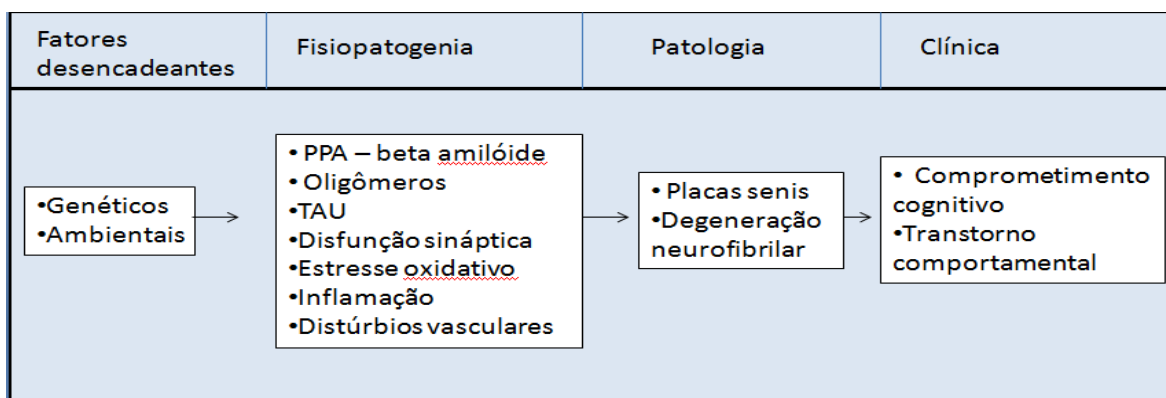 Fatores
desencadeantes
Fisiopatogenia
Patologia
Clínica
•Genéticos
•Ambientais
• PPA – beta amilóide
• Oligômeros
•TAU
•Disfunção sináptica
•Estresse oxidativo
•Inflamação
•Distúrbios vasculares
• Placas senis
•Degeneração
neurofibrilar
• Comprometimento
cognitivo
•Transtorno
comportamental